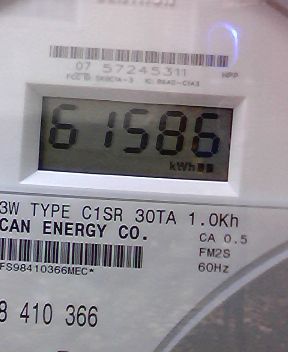 07 57245311
61586
kWh
3W TYPE C1SR 30TA 1.0Kh
CAN ENERGY CO.
CA 0.5
FM2S
60Hz
FS98410366MEC*
8 410 366